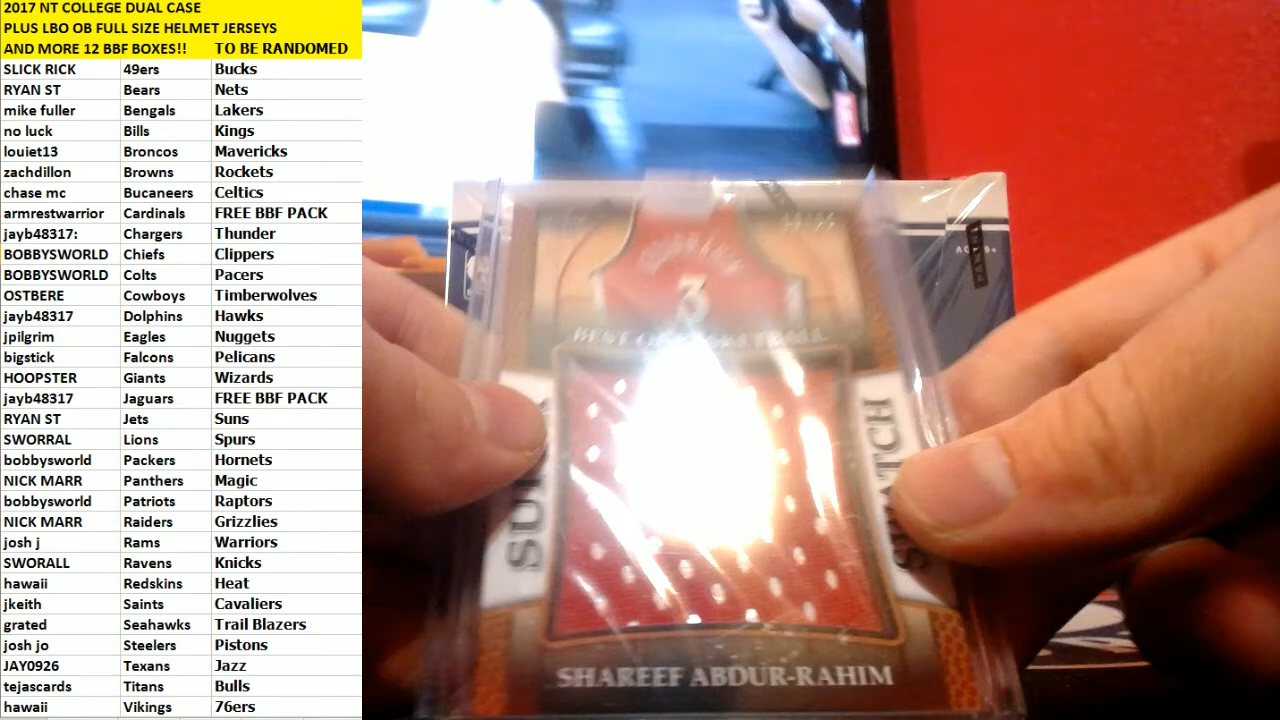 2017 NT COLLEGE DUAL CASE
PLUS LBO OB FULL SIZE HELMET JERSEYS
AND MORE 12 BBF BOXES!! TO BE RANDOMED
SLICK RICK 49ers Bucks
RYAN ST Bears Nets
mike fuller Bengals Lakers
no luck Bills Kings
louiet13 Broncos Mavericks
zachdillon Browns Rockets
chase mc Bucaneers Celtics
armrestwarrior Cardinals FREE BBF PACK
jayb48317: Chargers Thunder
BOBBYSWORLD Chiefs Clippers
BOBBYSWORLD Colts Pacers
OSTBERE Cowboys Timberwolves
jayb48317 Dolphins Hawks
jpilgrim Eagles Nuggets
bigstick Falcons Pelicans
HOOPSTER Giants Wizards
jayb48317 Jaguars FREE BBF PACK
RYAN ST Jets Suns
SWORRAL Lions Spurs
bobbysworld Packers Hornets
NICK MARR Panthers Magic
bobbysworld Patriots Raptors
NICK MARR Raiders Grizzlies
josh j Rams Warriors
SWORALL Ravens Knicks
hawaii Redskins Heat
jkeith Saints Cavaliers
grated Seahawks Trail Blazers
josh jo Steelers Pistons
JAY0926 Texans Jazz
tejascards Titans Bulls
hawaii Vikings 76ers
PANINI
3
BEST OF
SWATCH
SHAREEF ABDUR-RAHIM